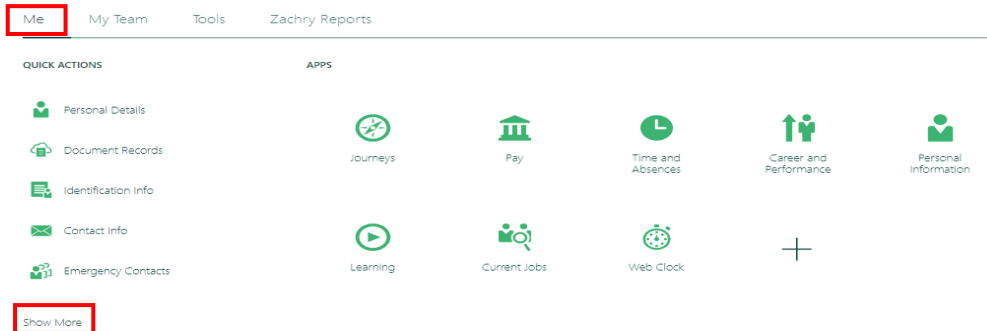 Me My Team Tools Zachry Reports
QUICK ACTIONS
Personal Details
Document Records
Identification Info
Contact Info
Emergency Contacts
Show More
APPS
Journeys
Pay
Time and
Absences
Career and
Performance
Personal
Information
Learning
Current Jobs
Web Clock